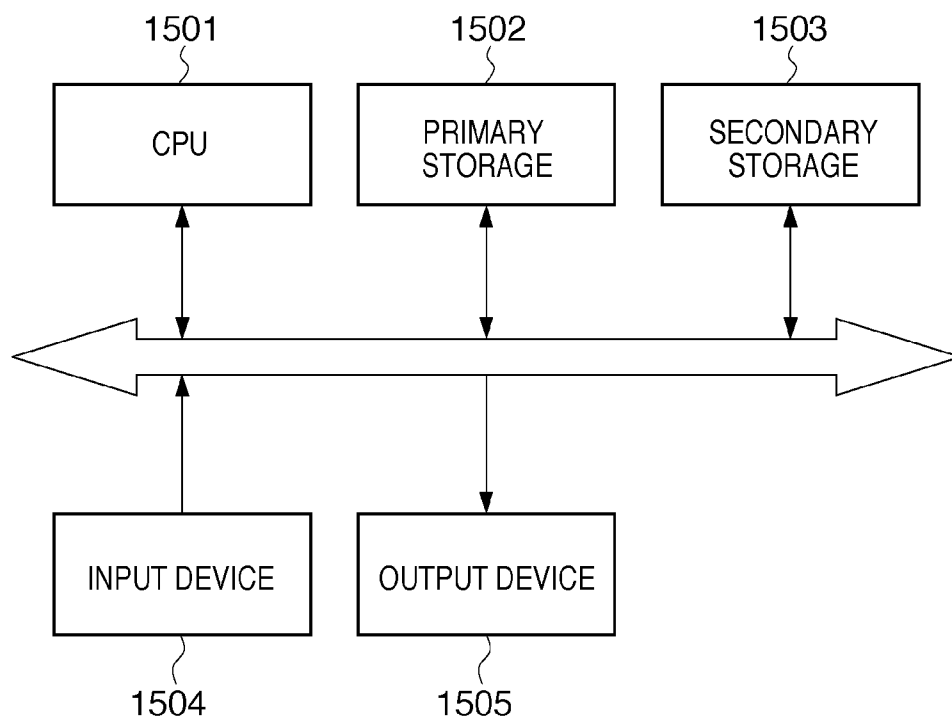 1501
1502
1503
CPU
PRIMARY
STORAGE
SECONDARY
STORAGE
INPUT DEVICE
OUTPUT DEVICE
1504
1505